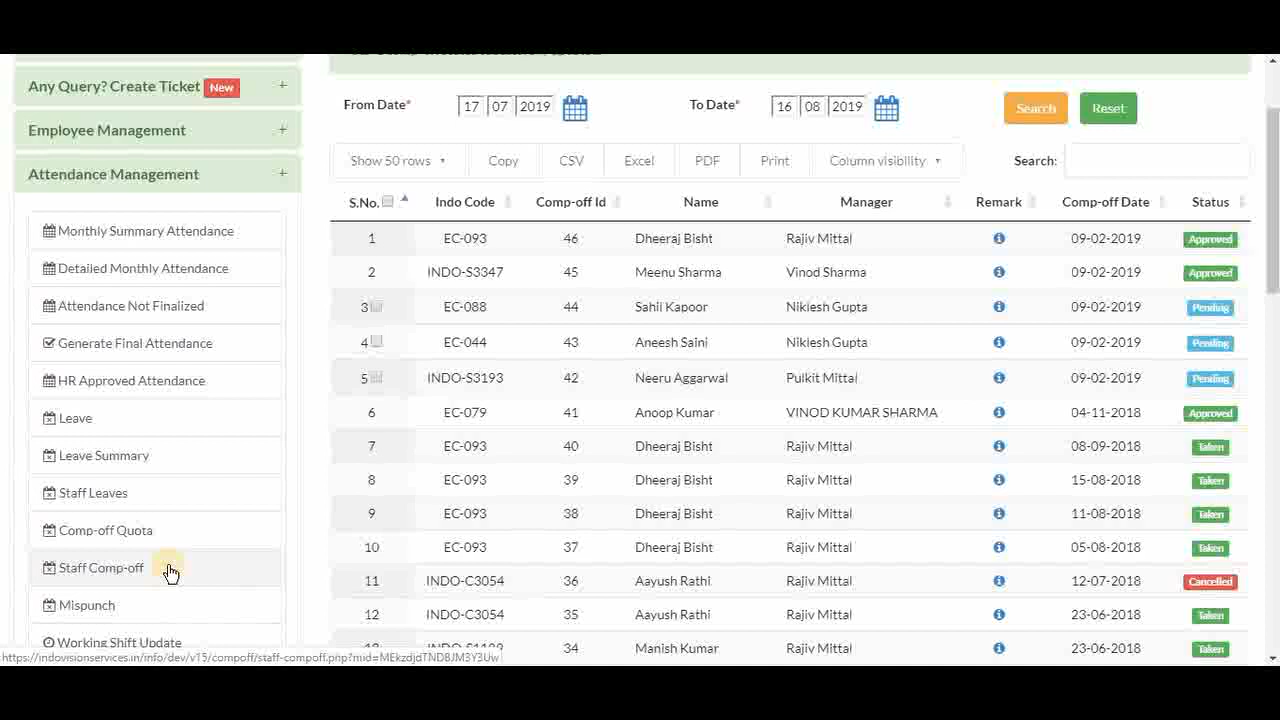 Any Query? Create Ticket New +
Employee Management +
Attendance Management +
Monthly Summary Attendance
Detailed Monthly Attendance
Attendance Not Finalized
Generate Final Attendance
HR Approved Attendance
Leave
Leave Summary
Staff Leaves
Comp-off Quota
Staff Comp-off
Mispunch
Working Shift Update
From Date* 17 07 2019 To Date* 16 08 2019 Search Reset
Show 50 rows Copy CSV Excel PDF Print Column visibility Search:
S.No. Indo Code Comp-off Id Name Manager Remark Comp-off Date Status
1 EC-093 46 Dheeraj Bisht Rajiv Mittal 09-02-2019 Approved
2 INDO-S3347 45 Meenu Sharma Vinod Sharma 09-02-2019 Approved
3 EC-088 44 Sahil Kapoor Nikiesh Gupta 09-02-2019 Pending
4 EC-044 43 Aneesh Saini Nikiesh Gupta 09-02-2019 Pending
5 INDO-S3193 42 Neeru Aggarwal Pulkit Mittal 09-02-2019 Pending
6 EC-079 41 Anoop Kumar VINOD KUMAR SHARMA 04-11-2018 Approved
7 EC-093 40 Dheeraj Bisht Rajiv Mittal 08-09-2018 Taken
8 EC-093 39 Dheeraj Bisht Rajiv Mittal 15-08-2018 Taken
9 EC-093 38 Dheeraj Bisht Rajiv Mittal 11-08-2018 Taken
10 EC-093 37 Dheeraj Bisht Rajiv Mittal 05-08-2018 Taken
11 INDO-C3054 36 Aayush Rathi Rajiv Mittal 12-07-2018 Cancelled
12 INDO-C3054 35 Aayush Rathi Rajiv Mittal 23-06-2018 Taken
34 Manish Kumar Rajiv Mittal 23-06-2018 Taken
https://indovisionservices.in/info/dev/v15/compoff/staff-compoff.php?mid=MEkzdjdTND8JM3Y3Uw